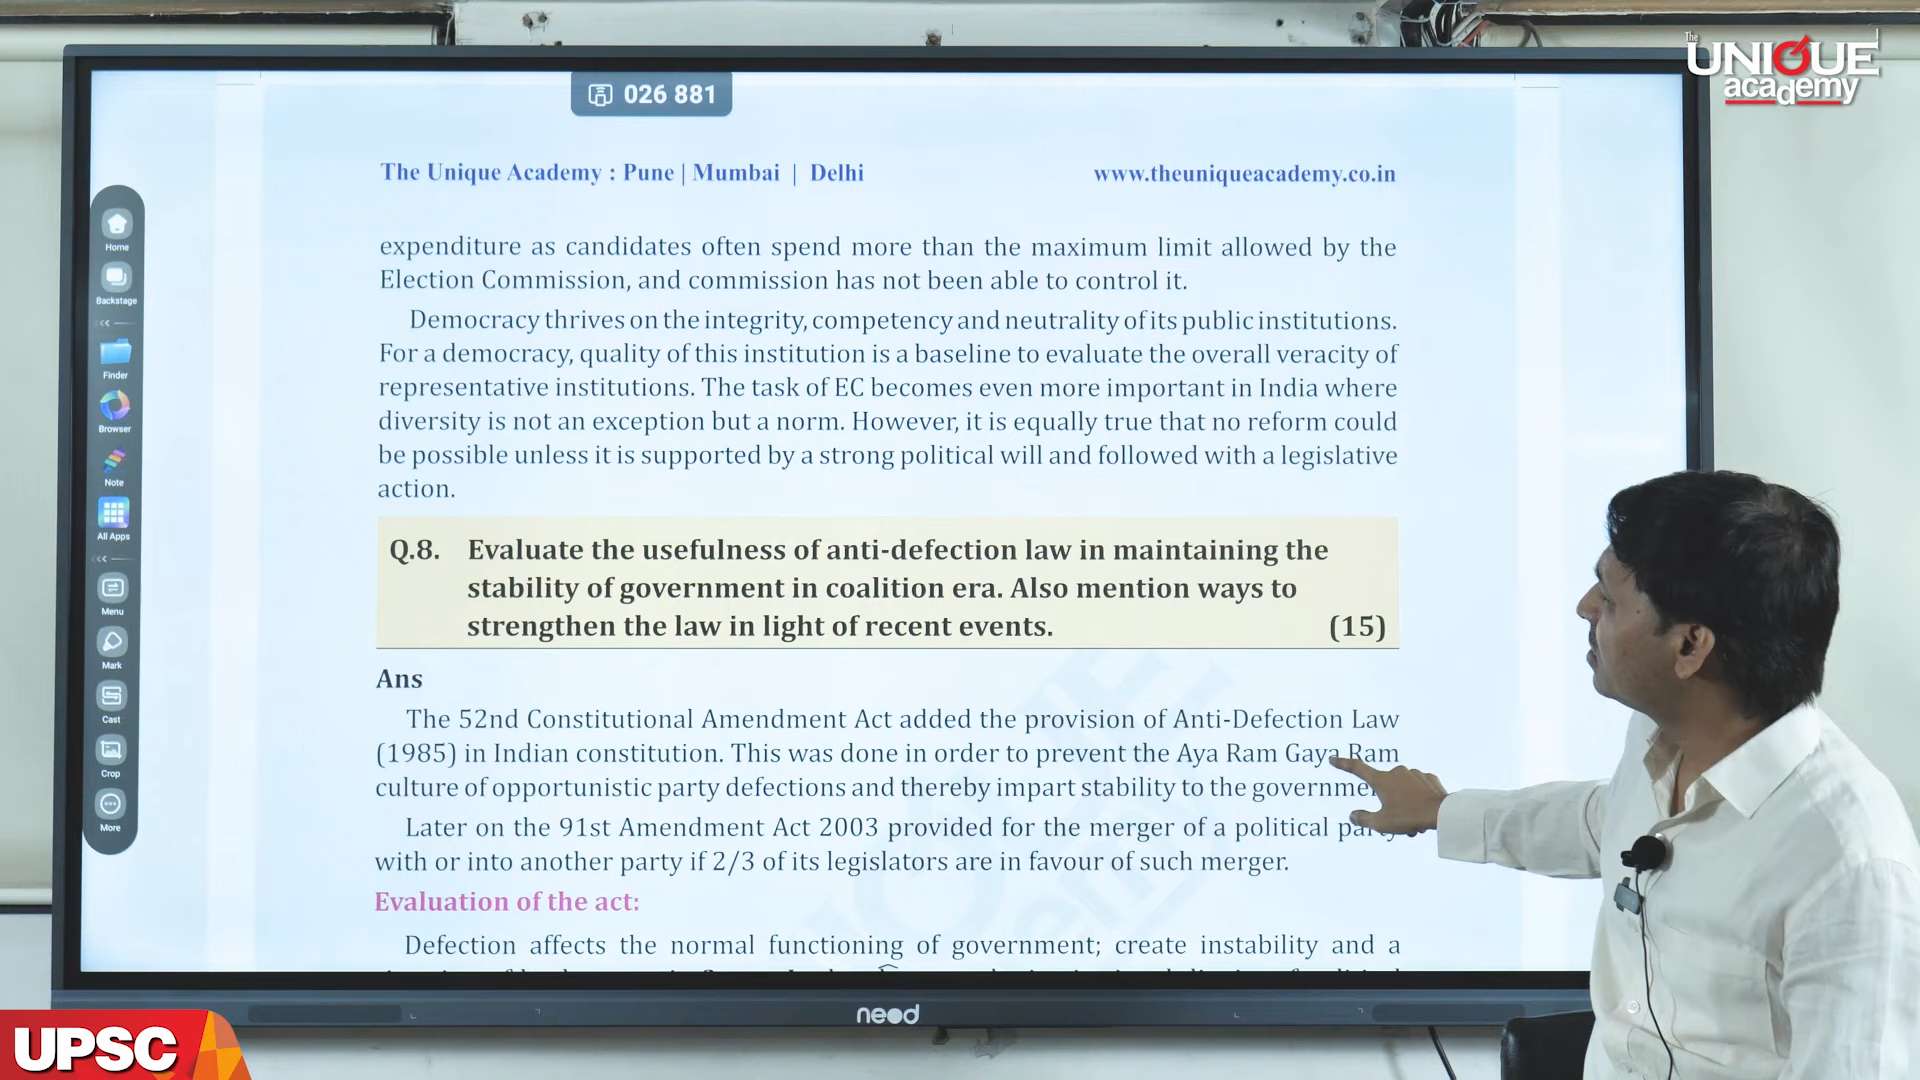 The UNIQUE academy
026 881
The Unique Academy : Pune | Mumbai | Delhi
www.theuniqueacademy.co.in
expenditure as candidates often spend more than the maximum limit allowed by the
Election Commission, and commission has not been able to control it.
Democracy thrives on the integrity, competency and neutrality of its public institutions.
For a democracy, quality of this institution is a baseline to evaluate the overall veracity of
representative institutions. The task of EC becomes even more important in India where
diversity is not an exception but a norm. However, it is equally true that no reform could
be possible unless it is supported by a strong political will and followed with a legislative
action.
Q.8. Evaluate the usefulness of anti-defection law in maintaining the
stability of government in coalition era. Also mention ways to
strengthen the law in light of recent events. (15)
Ans
The 52nd Constitutional Amendment Act added the provision of Anti-Defection Law
(1985) in Indian constitution. This was done in order to prevent the Aya Ram Gaya Ram
culture of opportunistic party defections and thereby impart stability to the
Later on the 91st Amendment Act 2003 provided for the merger of a political party
with or into another party if 2/3 of its legislators are in favour of such merger.
Evaluation of the act:
Defection affects the normal functioning of government; create instability and a
Home
Backstage
Finder
Browser
Note
All Apps
Menu
Mark
Cast
Crop
More
neod
UPSC